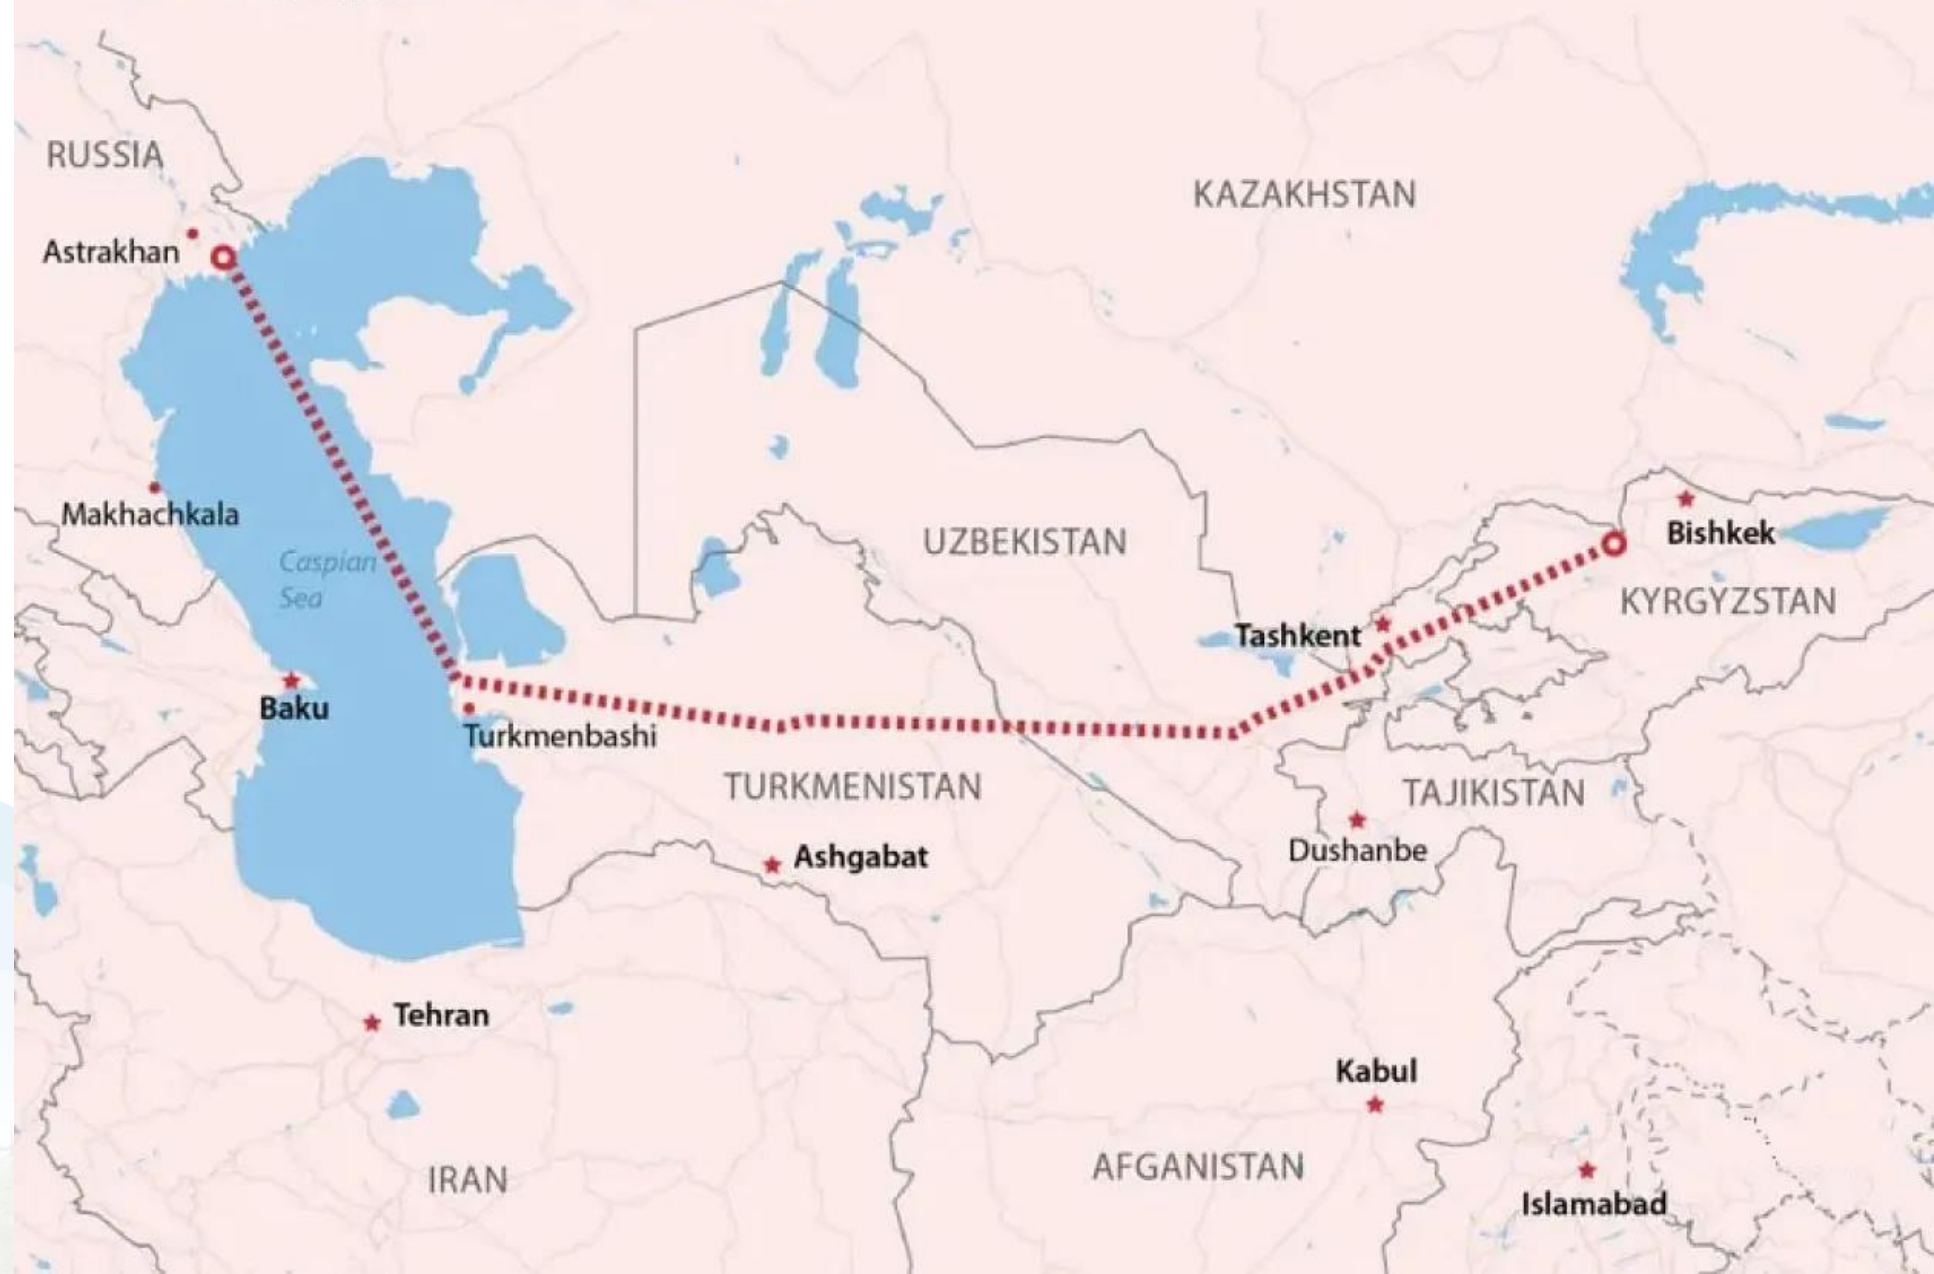 RUSSIA
KAZAKHSTAN
Astrakhan
Makhachkala
Bishkek
UZBEKISTAN
Caspian
Sea
KYRGYZSTAN
Tashkent
Baku
Turkmenbashi
TURKMENISTAN
TAJIKISTAN
Dushanbe
Ashgabat
Tehran
Kabul
AFGANISTAN
IRAN
Islamabad